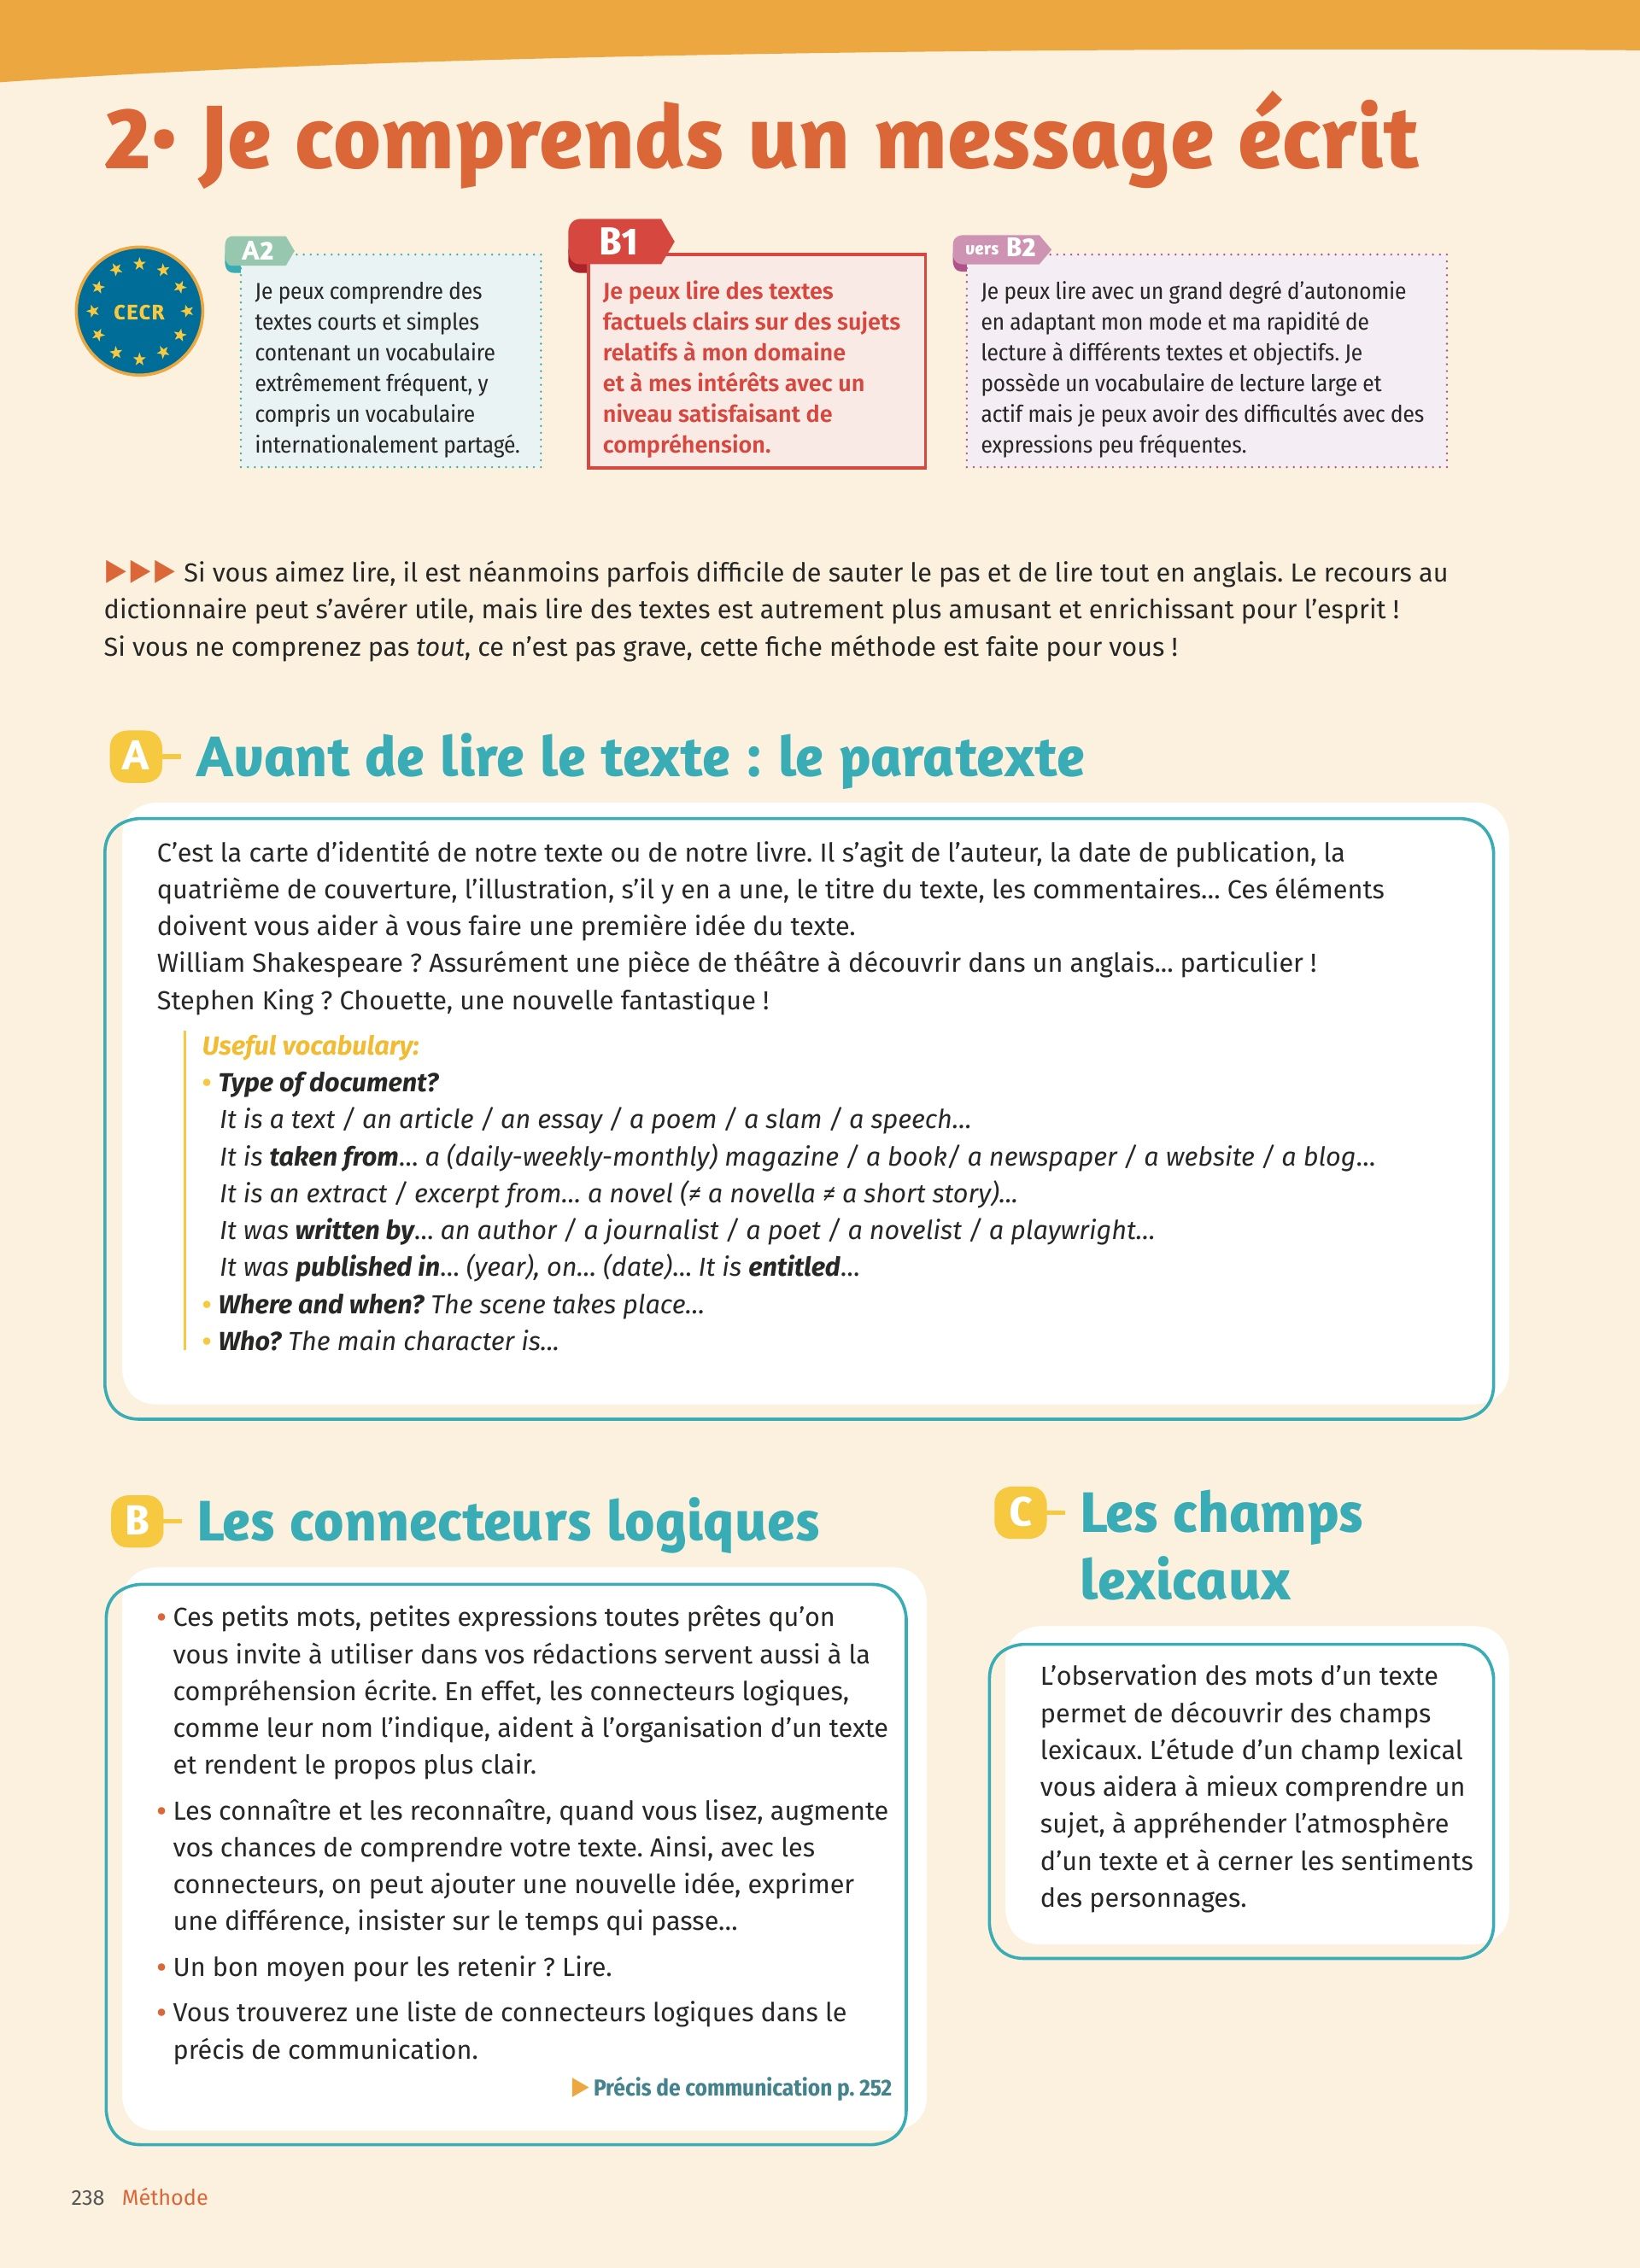 2• Je comprends un message écrit
CECR
A2
Je peux comprendre des
textes courts et simples
contenant un vocabulaire
extrêmement fréquent, y
compris un vocabulaire
internationalement partagé.
B1
Je peux lire des textes
factuels clairs sur des sujets
relatifs à mon domaine
et à mes intérêts avec un
niveau satisfaisant de
compréhension.
vers B2
Je peux lire avec un grand degré d’autonomie
en adaptant mon mode et ma rapidité de
lecture à différents textes et objectifs. Je
possède un vocabulaire de lecture large et
actif mais je peux avoir des difficultés avec des
expressions peu fréquentes.
▶▶▶ Si vous aimez lire, il est néanmoins parfois difficile de sauter le pas et de lire tout en anglais. Le recours au
dictionnaire peut s’avérer utile, mais lire des textes est autrement plus amusant et enrichissant pour l’esprit !
Si vous ne comprenez pas tout, ce n’est pas grave, cette fiche méthode est faite pour vous !
A Avant de lire le texte : le paratexte
C’est la carte d’identité de notre texte ou de notre livre. Il s’agit de l’auteur, la date de publication, la
quatrième de couverture, l’illustration, s’il y en a une, le titre du texte, les commentaires… Ces éléments
doivent vous aider à vous faire une première idée du texte.
William Shakespeare ? Assurément une pièce de théâtre à découvrir dans un anglais… particulier !
Stephen King ? Chouette, une nouvelle fantastique !
Useful vocabulary:
• Type of document?
It is a text / an article / an essay / a poem / a slam / a speech…
It is taken from… a (daily-weekly-monthly) magazine / a book/ a newspaper / a website / a blog…
It is an extract / excerpt from… a novel (≠ a novella ≠ a short story)…
It was written by… an author / a journalist / a poet / a novelist / a playwright…
It was published in… (year), on… (date)… It is entitled…
• Where and when? The scene takes place…
• Who? The main character is…
B Les connecteurs logiques
• Ces petits mots, petites expressions toutes prêtes qu’on
vous invite à utiliser dans vos rédactions servent aussi à la
compréhension écrite. En effet, les connecteurs logiques,
comme leur nom l’indique, aident à l’organisation d’un texte
et rendent le propos plus clair.
• Les connaître et les reconnaître, quand vous lisez, augmente
vos chances de comprendre votre texte. Ainsi, avec les
connecteurs, on peut ajouter une nouvelle idée, exprimer
une différence, insister sur le temps qui passe…
• Un bon moyen pour les retenir ? Lire.
• Vous trouverez une liste de connecteurs logiques dans le
précis de communication.
▶ Précis de communication p. 252
C Les champs
lexicaux
L’observation des mots d’un texte
permet de découvrir des champs
lexicaux. L’étude d’un champ lexical
vous aidera à mieux comprendre un
sujet, à appréhender l’atmosphère
d’un texte et à cerner les sentiments
des personnages.
238 Méthode